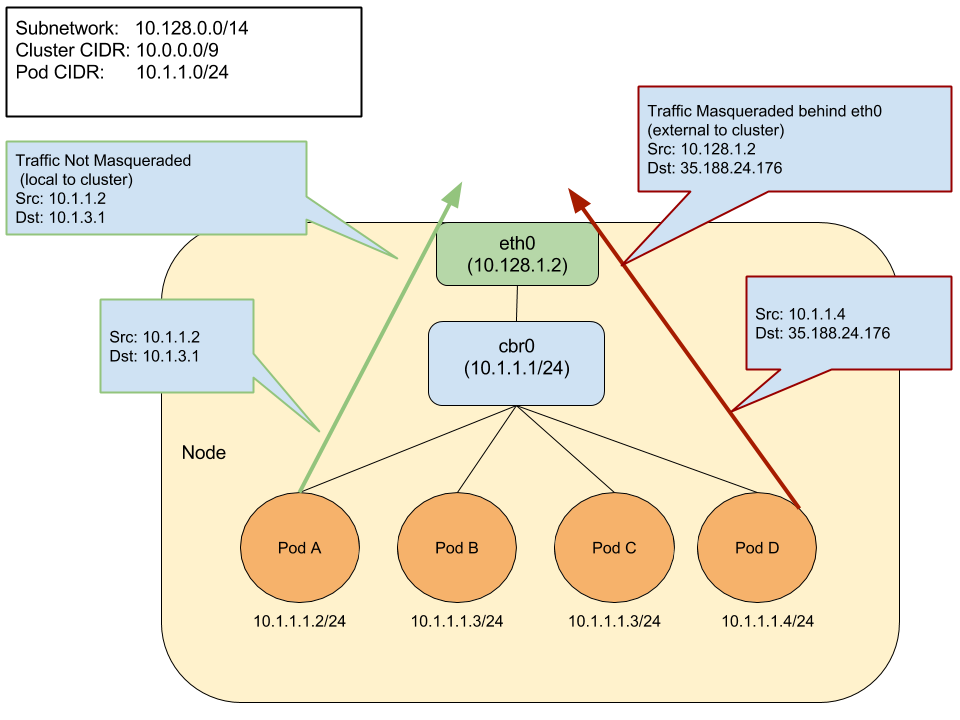 Subnetwork: 10.128.0.0/14
Cluster CIDR: 10.0.0.0/9
Pod CIDR: 10.1.1.0/24
Traffic Masqueraded behind eth0
(external to cluster)
Src: 10.128.1.2
Dst: 35.188.24.176
Traffic Not Masqueraded
(local to cluster)
Src: 10.1.1.2
Dst: 10.1.3.1
eth0
(10.128.1.2)
Src: 10.1.1.2
Dst: 10.1.3.1
Src: 10.1.1.4
Dst: 35.188.24.176
cbr0
(10.1.1.1/24)
Node
Pod A
Pod B
Pod C
Pod D
10.1.1.1.2/24
10.1.1.1.3/24
10.1.1.1.3/24
10.1.1.1.4/24